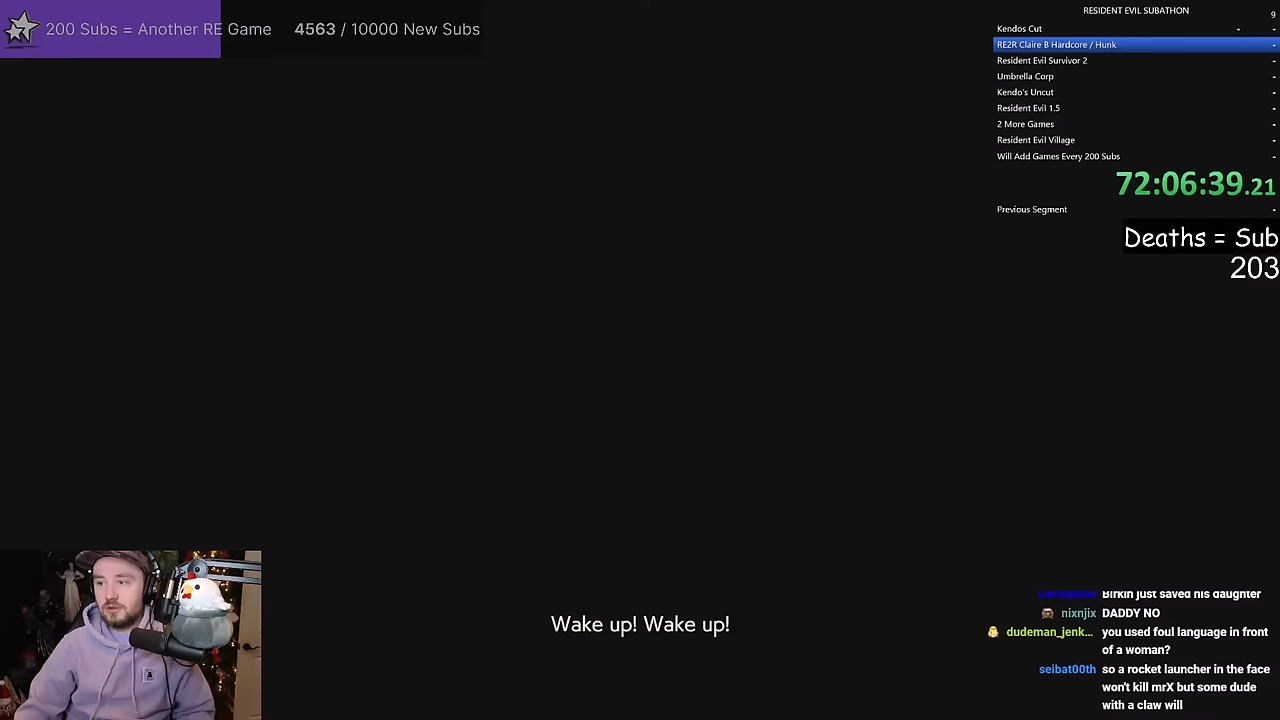 200 Subs = Another RE Game 4563 / 10000 New Subs
RESIDENT EVIL SUBATHON
9
Kendos Cut - -
RE2R Claire B Hardcore / Hunk -
Resident Evil Survivor 2 -
Umbrella Corp -
Kendo's Uncut -
Resident Evil 1.5 -
2 More Games -
Resident Evil Village -
Will Add Games Every 200 Subs -
72:06:39.21
Previous Segment -
Deaths = Sub
203
Wake up! Wake up!
Birkin just saved his daughter
nixnjix DADDY NO
dudeman_jenk... you used foul language in front
of a woman?
seibat00th so a rocket launcher in the face
won't kill mrX but some dude
with a claw will